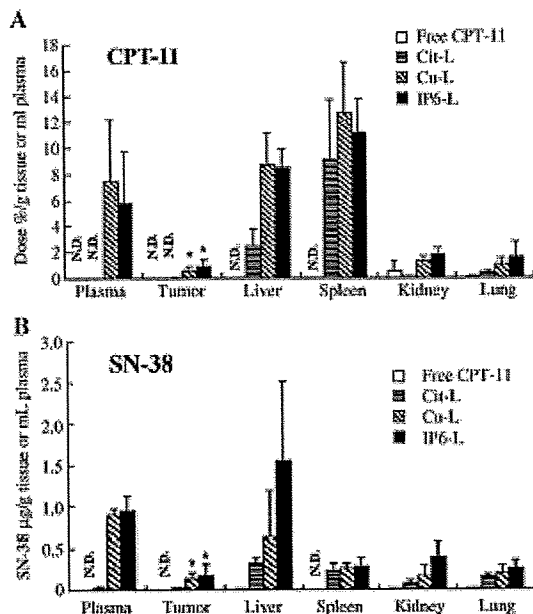 A
CPT-11
Free CPT-11
Cit-L
Cu-L
IP6-L
Dose %/g tissue or ml plasma
18
16
14
12
10
8
6
4
2
0
N.D.
N.D.
N.D.
N.D.
* *
N.D.
N.D.
Plasma Tumor Liver Spleen Kidney Lung
B
SN-38
Free CPT-11
Cit-L
Cu-L
IP6-L
SN-38 µg/g tissue or mL plasma
3.0
2.5
2.0
1.5
1.0
0.5
0
N.D.
N.D.
* *
N.D.
Plasma Tumor Liver Spleen Kidney Lung